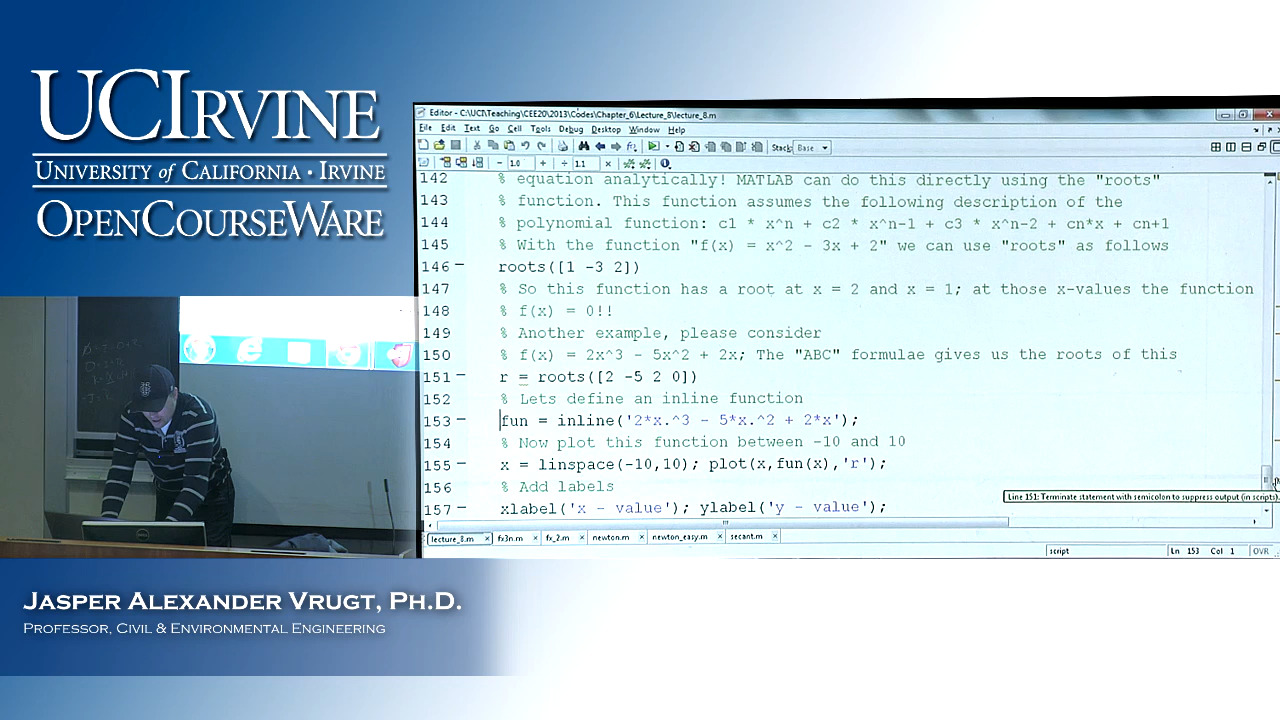 UCIRVINE
UNIVERSITY of CALIFORNIA · IRVINE
OPENCOURSEWARE
Editor - C:\UCI\Teaching\CEE20\2013\Codes\Chapter_6\Lecture_8\lecture_8.m
File Edit Text Go Cell Tools Debug Desktop Window Help
Stack: Base
1.0 1.1
142 % equation analytically! MATLAB can do this directly using the "roots"
143 % function. This function assumes the following description of the
144 % polynomial function: c1 * x^n + c2 * x^n-1 + c3 * x^n-2 + cn*x + cn+1
145 % With the function "f(x) = x^2 - 3x + 2" we can use "roots" as follows
146 – roots([1 -3 2])
147 % So this function has a root at x = 2 and x = 1; at those x-values the function
148 % f(x) = 0!!
149 % Another example, please consider
150 % f(x) = 2x^3 - 5x^2 + 2x; The "ABC" formulae gives us the roots of this
151 – r = roots([2 -5 2 0])
152 % Lets define an inline function
153 – fun = inline('2*x.^3 - 5*x.^2 + 2*x');
154 % Now plot this function between -10 and 10
155 – x = linspace(-10,10); plot(x,fun(x),'r');
156 % Add labels
Line 151: Terminate statement with semicolon to suppress output (in scripts).
157 – xlabel('x - value'); ylabel('y - value');
lecture_8.m fx3n.m fx_2.m newton.m newton_easy.m secant.m
script Ln 153 Col 1 OVR
DELL
JASPER ALEXANDER VRUGT, PH.D.
PROFESSOR, CIVIL & ENVIRONMENTAL ENGINEERING